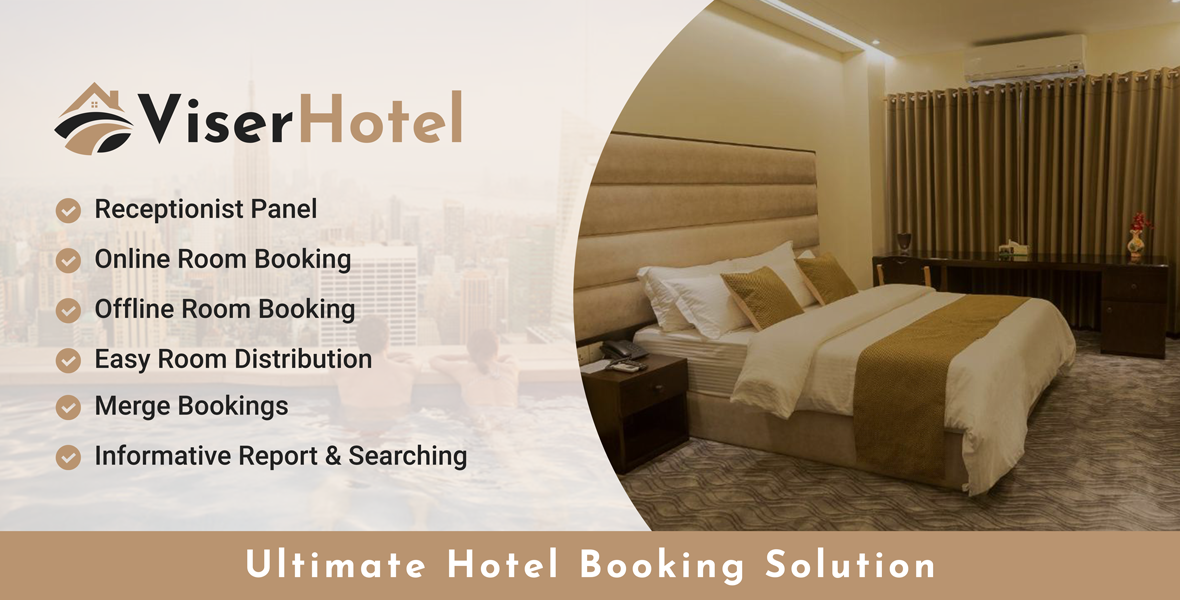 ViserHotel
Receptionist Panel
Online Room Booking
Offline Room Booking
Easy Room Distribution
Merge Bookings
Informative Report & Searching
Ultimate Hotel Booking Solution